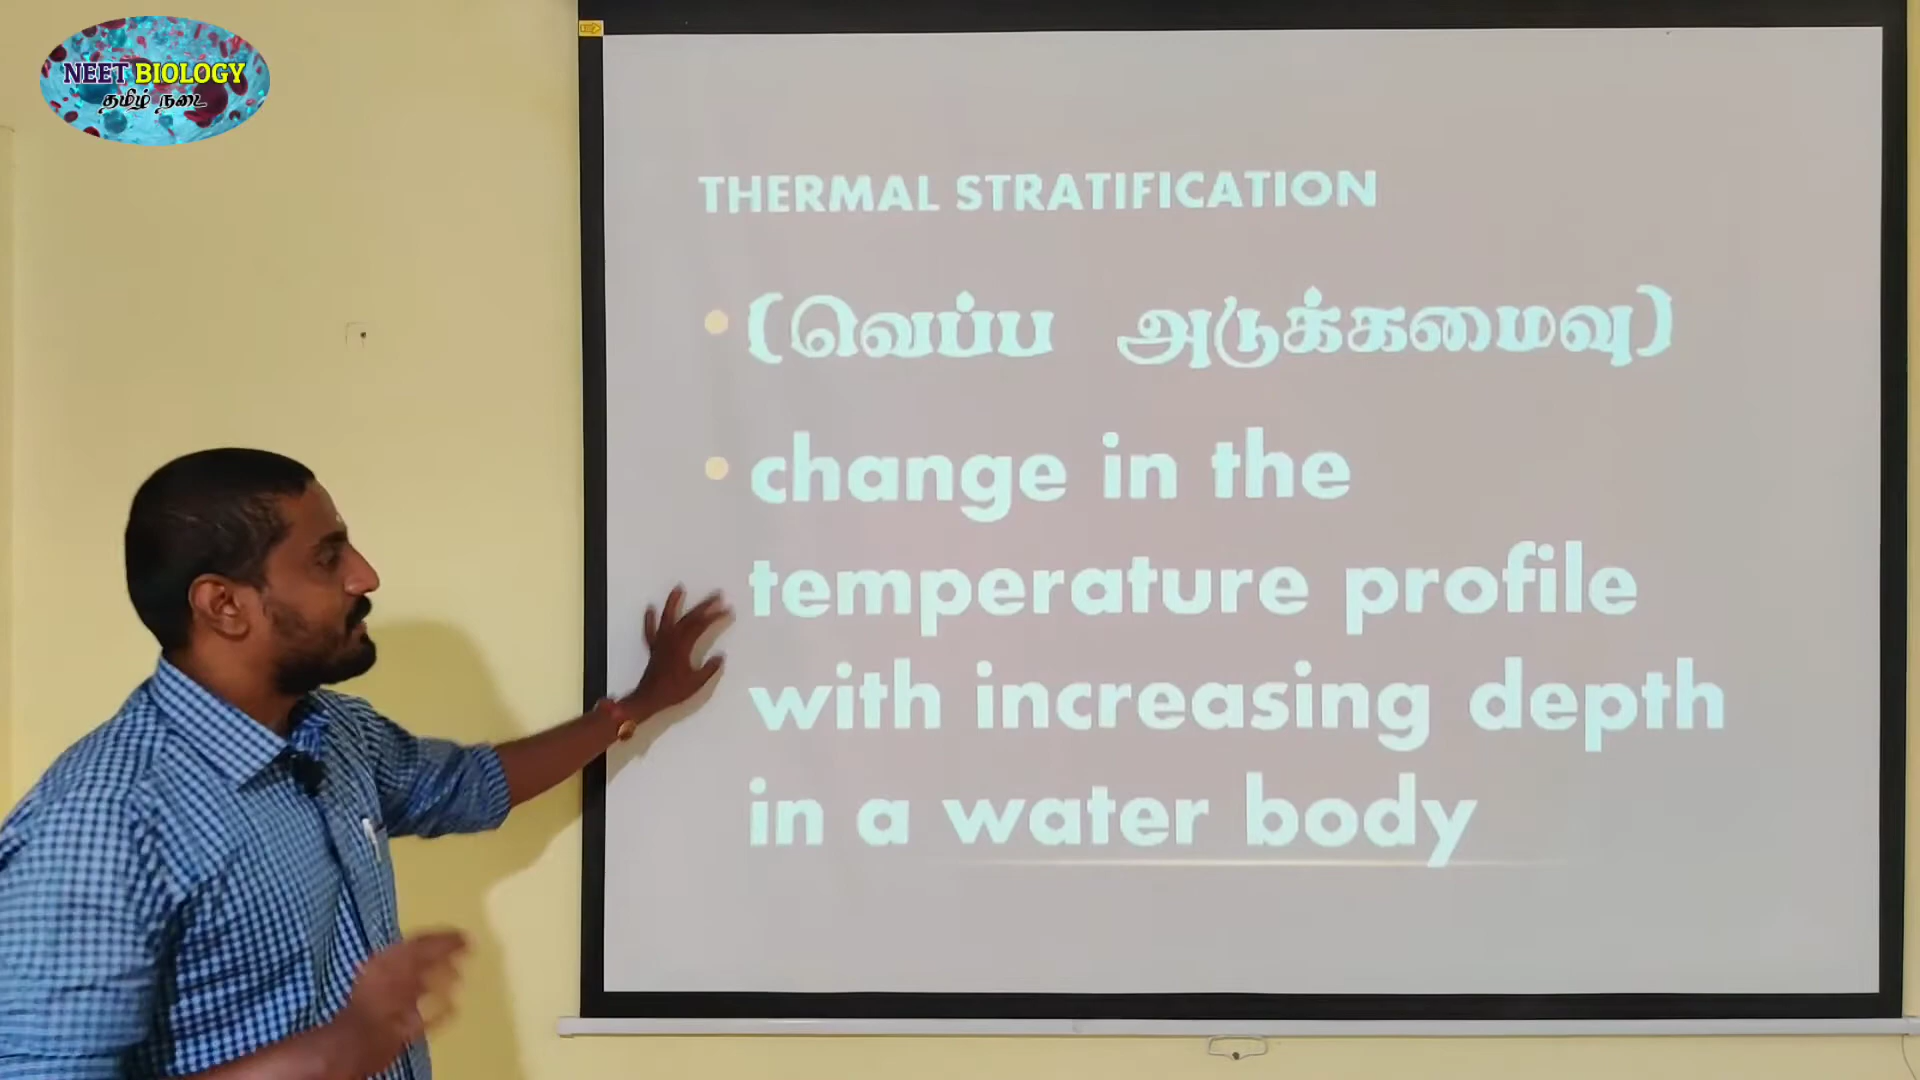 NEET BIOLOGY
தமிழ் நடை
THERMAL STRATIFICATION
(வெப்ப அடுக்கமைவு)
change in the
temperature profile
with increasing depth
in a water body